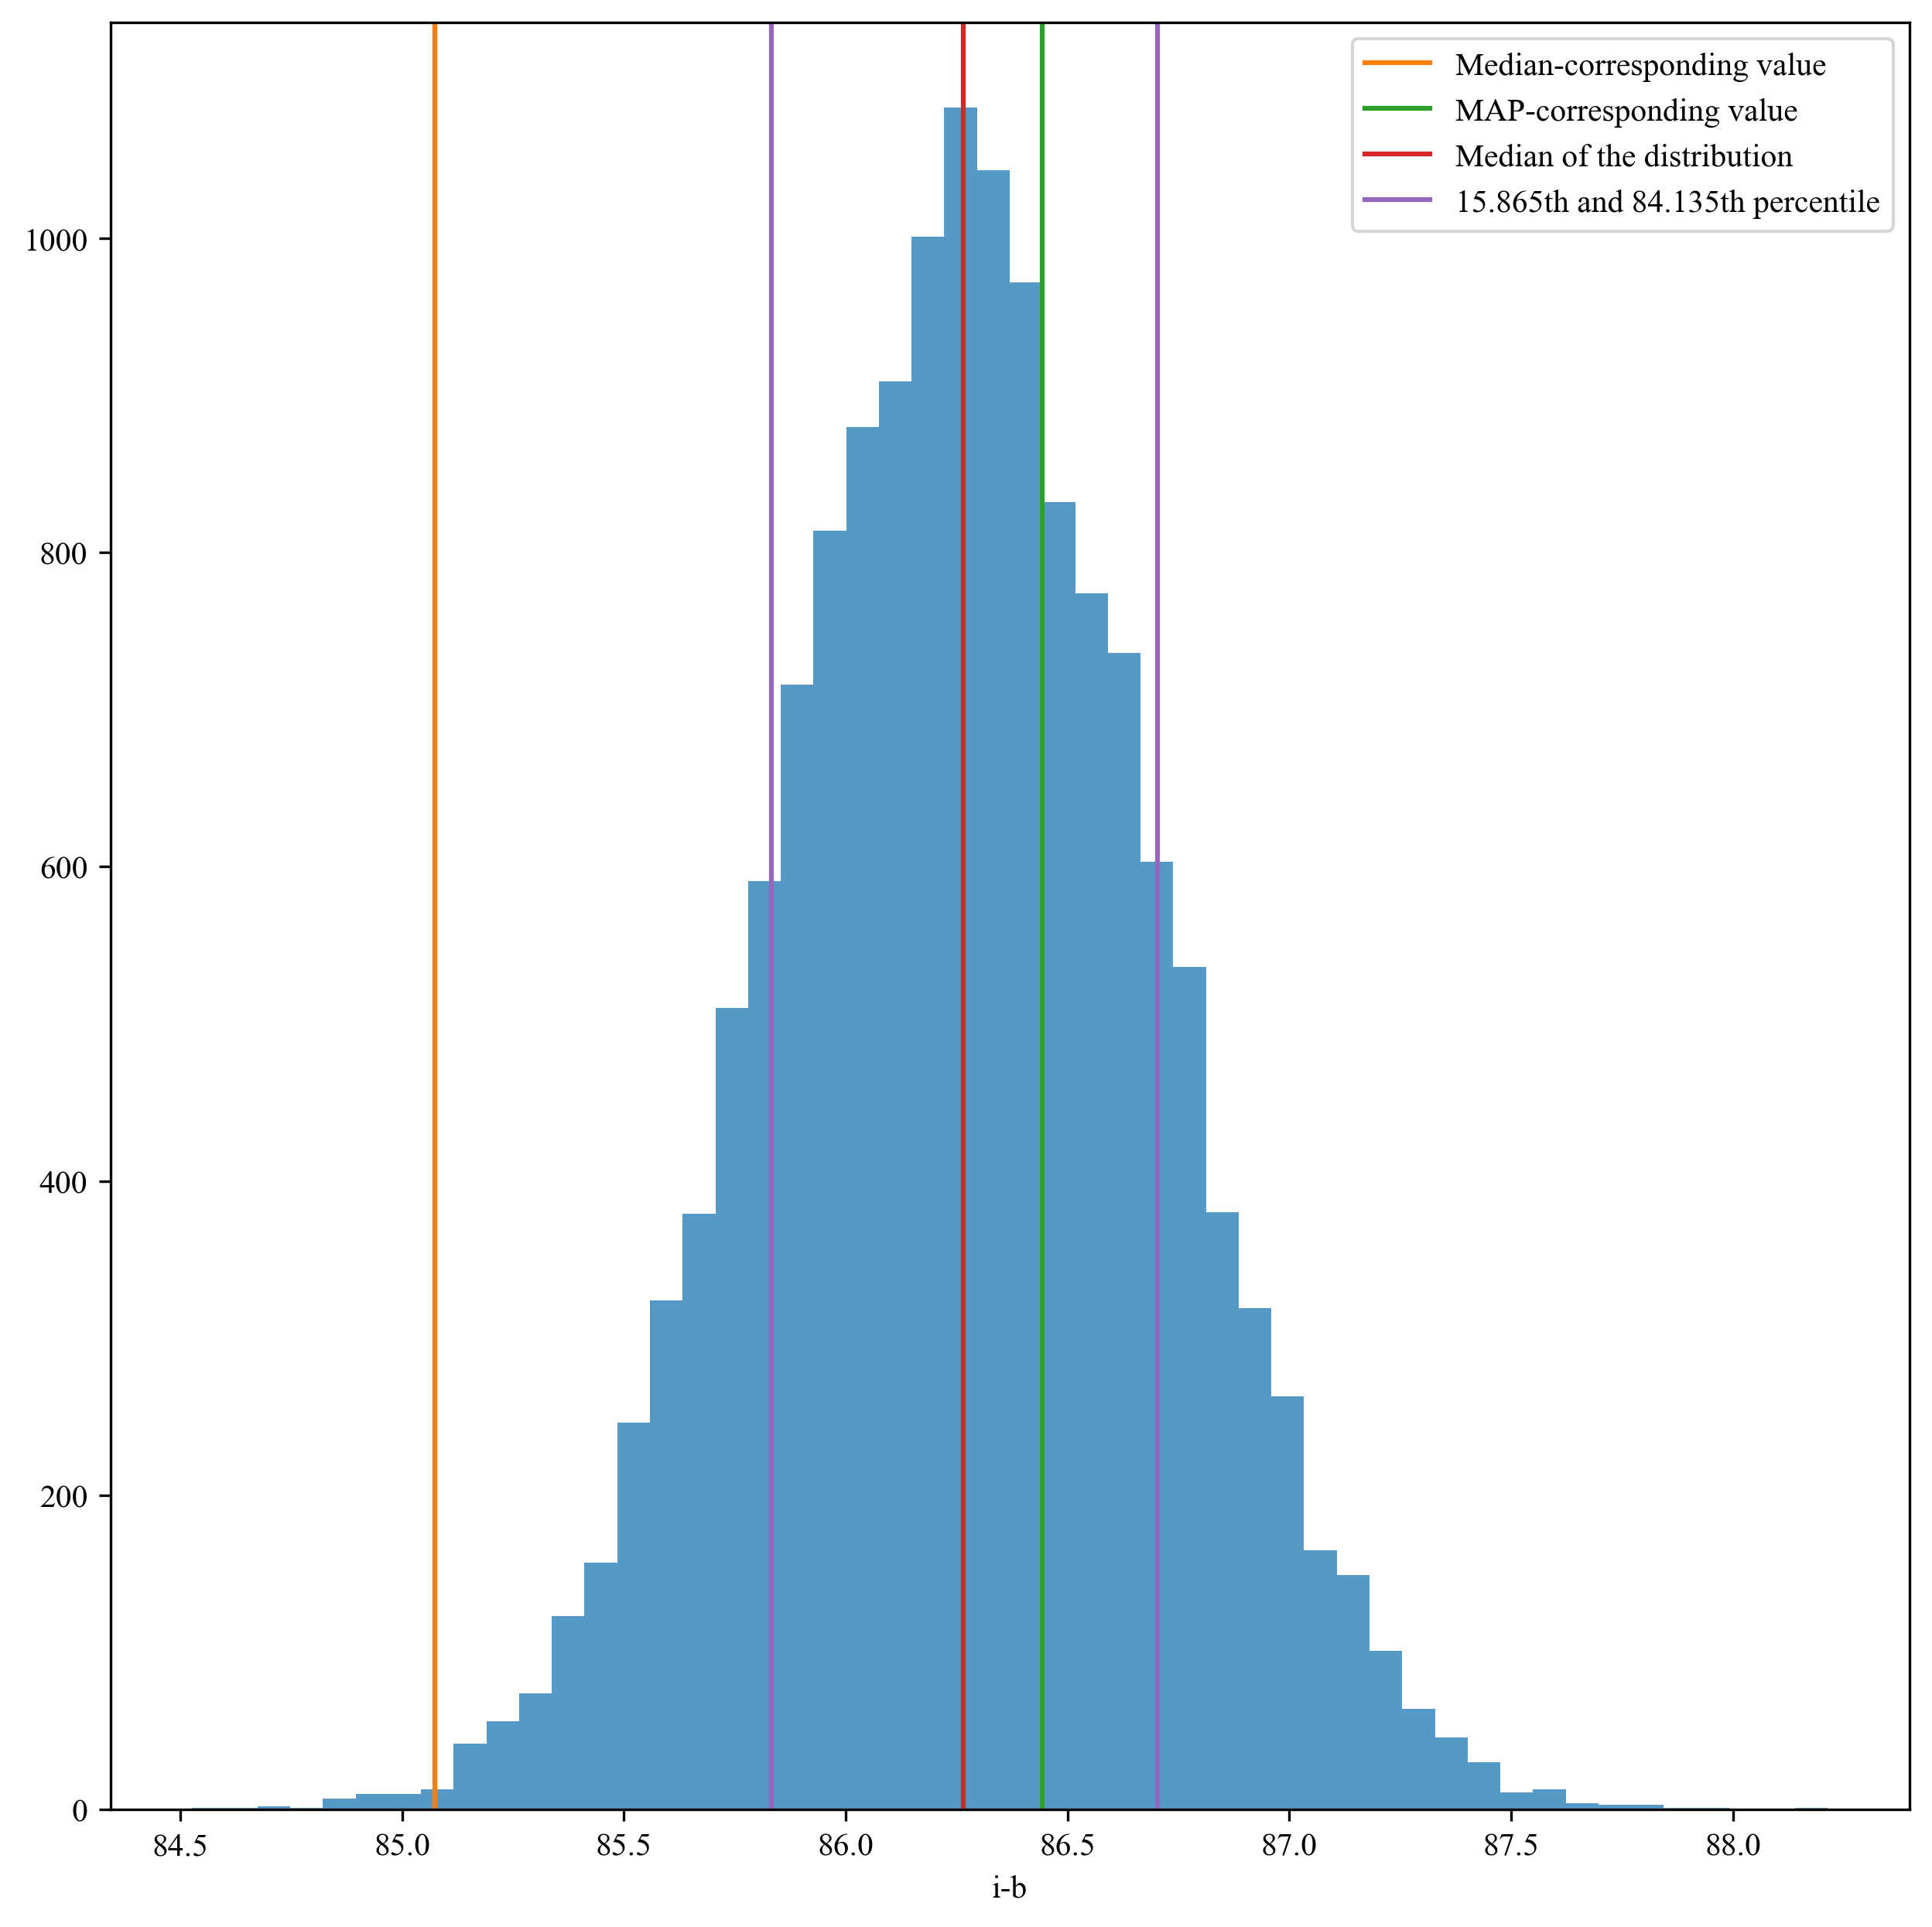 Median-corresponding value
MAP-corresponding value
Median of the distribution
15.865th and 84.135th percentile
1000
800
600
400
200
0
84.5 85.0 85.5 86.0 86.5 87.0 87.5 88.0
i-b